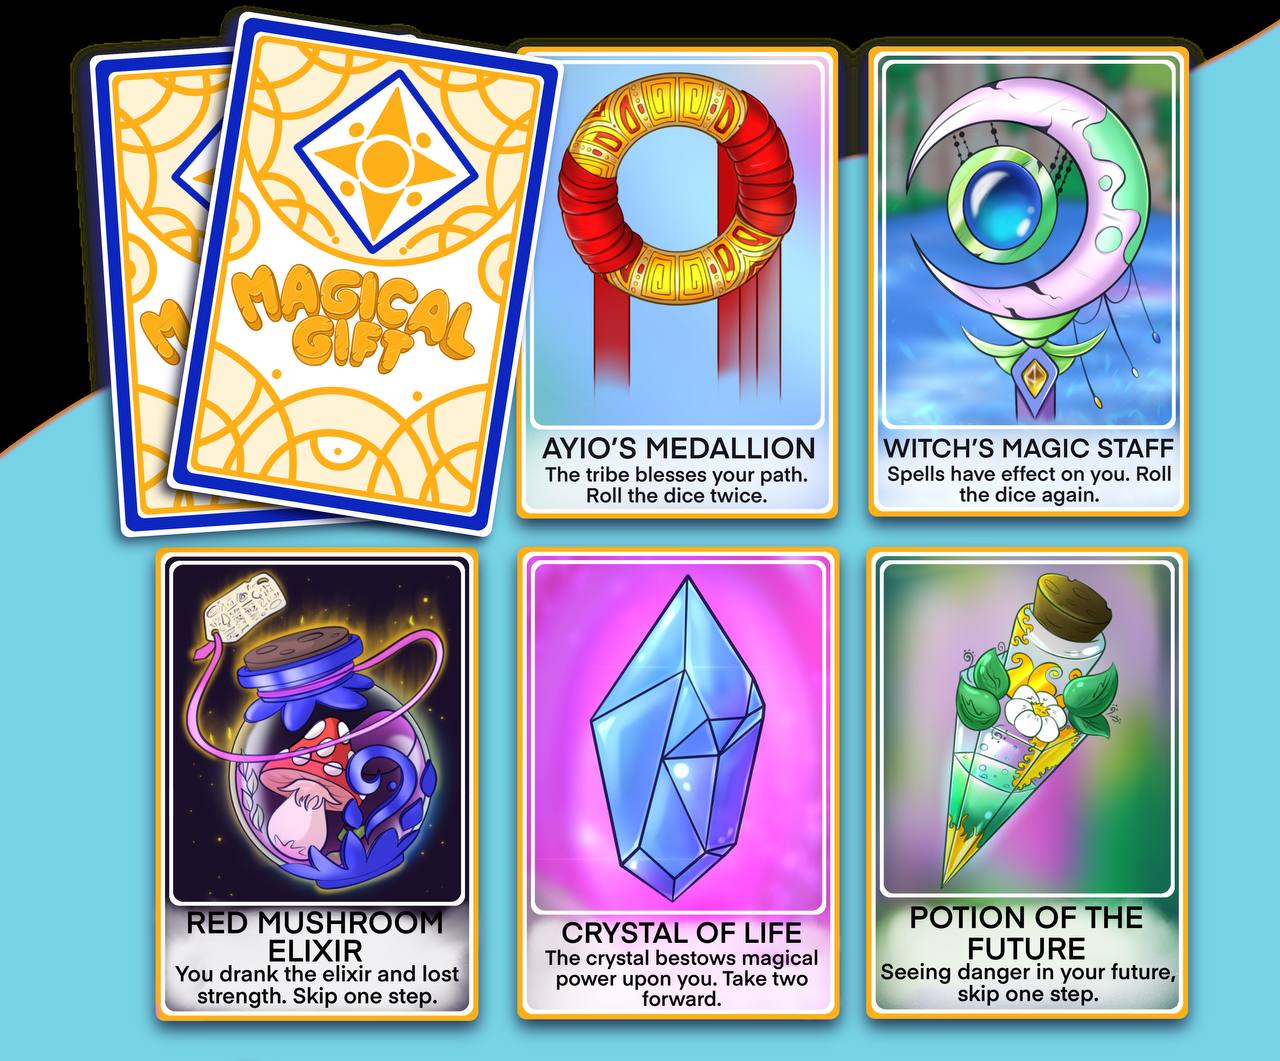 MAGICAL
GIFT
M
AYIO'S MEDALLION
The tribe blesses your path.
Roll the dice twice.
WITCH'S MAGIC STAFF
Spells have effect on you. Roll
the dice again.
RED MUSHROOM
ELIXIR
You drank the elixir and lost
strength. Skip one step.
CRYSTAL OF LIFE
The crystal bestows magical
power upon you. Take two
forward.
POTION OF THE
FUTURE
Seeing danger in your future,
skip one step.